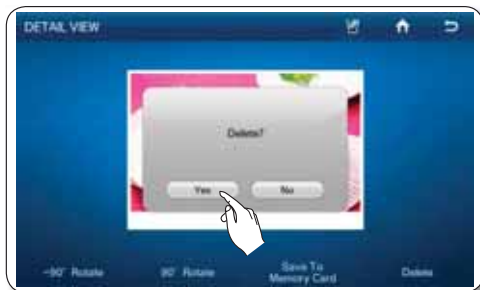 DETAIL VIEW
Delete?
Yes No
-90° Rotate 90° Rotate Save To Memory Card Delete